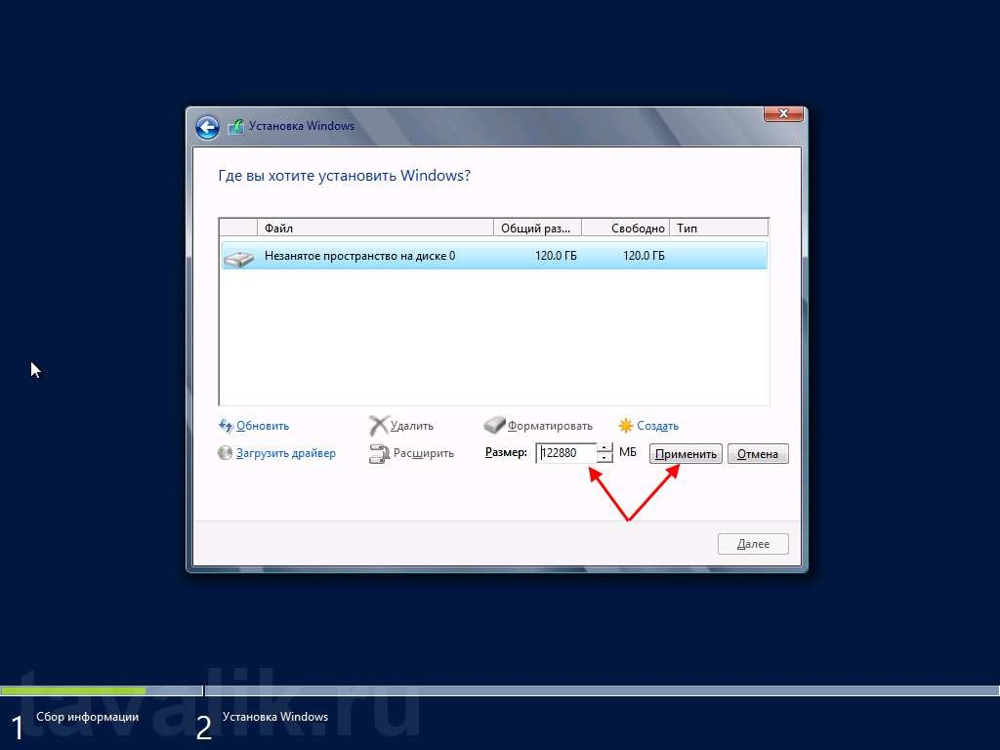 Установка Windows
Где вы хотите установить Windows?
Файл Общий раз... Свободно Тип
Незанятое пространство на диске 0 120.0 ГБ 120.0 ГБ
Обновить Удалить Форматировать Создать
Загрузить драйвер Расширить Размер: 122880 МБ Применить Отмена
Далее
tavalik.ru
1 Сбор информации 2 Установка Windows